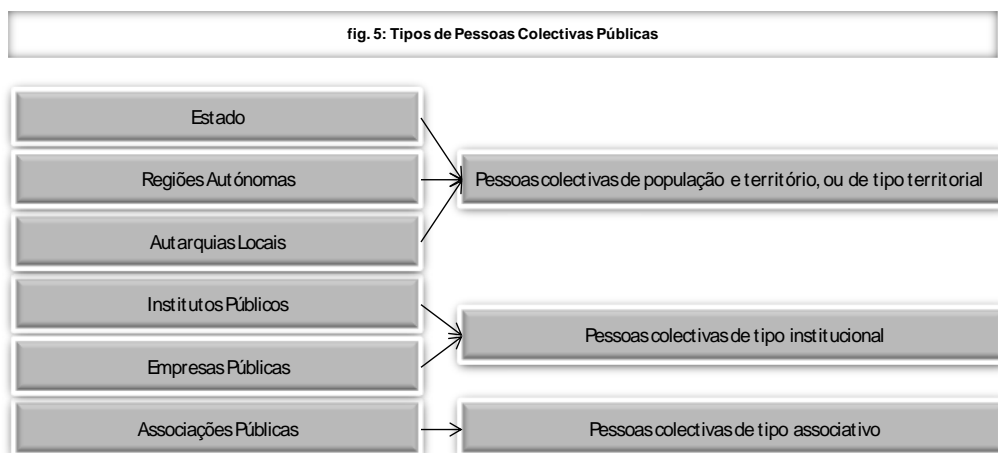 fig. 5: Tipos de Pessoas Colectivas Públicas
Estado
Regiões Autónomas
Pessoas colectivas de população e território, ou de tipo territorial
Autarquias Locais
Institutos Públicos
Pessoas colectivas de tipo institucional
Empresas Públicas
Associações Públicas
Pessoas colectivas de tipo associativo